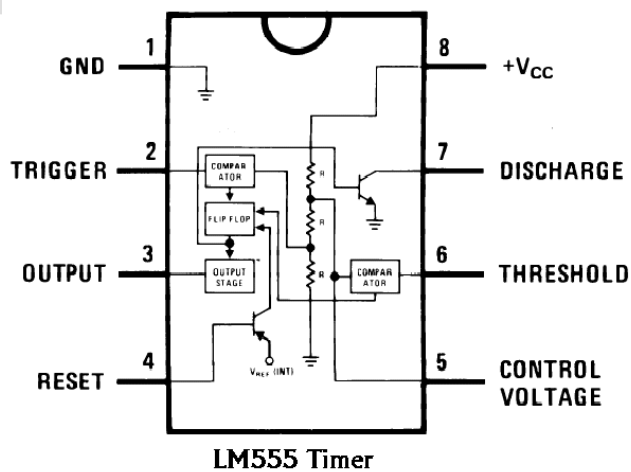 1
8
GND
+VCC
2
7
TRIGGER
DISCHARGE
COMPAR
ATOR
R
FLIP FLOP
R
3
6
OUTPUT
THRESHOLD
OUTPUT
STAGE
R
COMPAR
ATOR
4
5
RESET
VREF (INT)
CONTROL
VOLTAGE
LM555 Timer